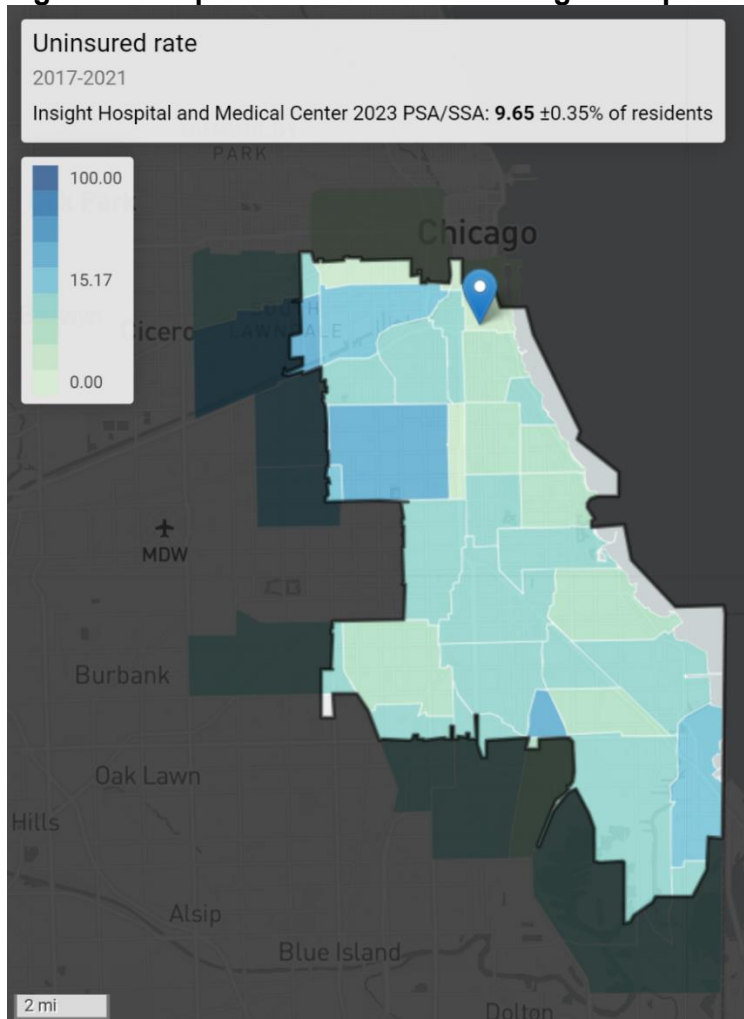 Uninsured rate
2017-2021
Insight Hospital and Medical Center 2023 PSA/SSA: 9.65 ±0.35% of residents
PARK
100.00
15.17
0.00
Chicago
Cicero
SOUTH
LAWNDALE
MDW
Burbank
Oak Lawn
Hills
Alsip
Blue Island
Dolton
2 mi